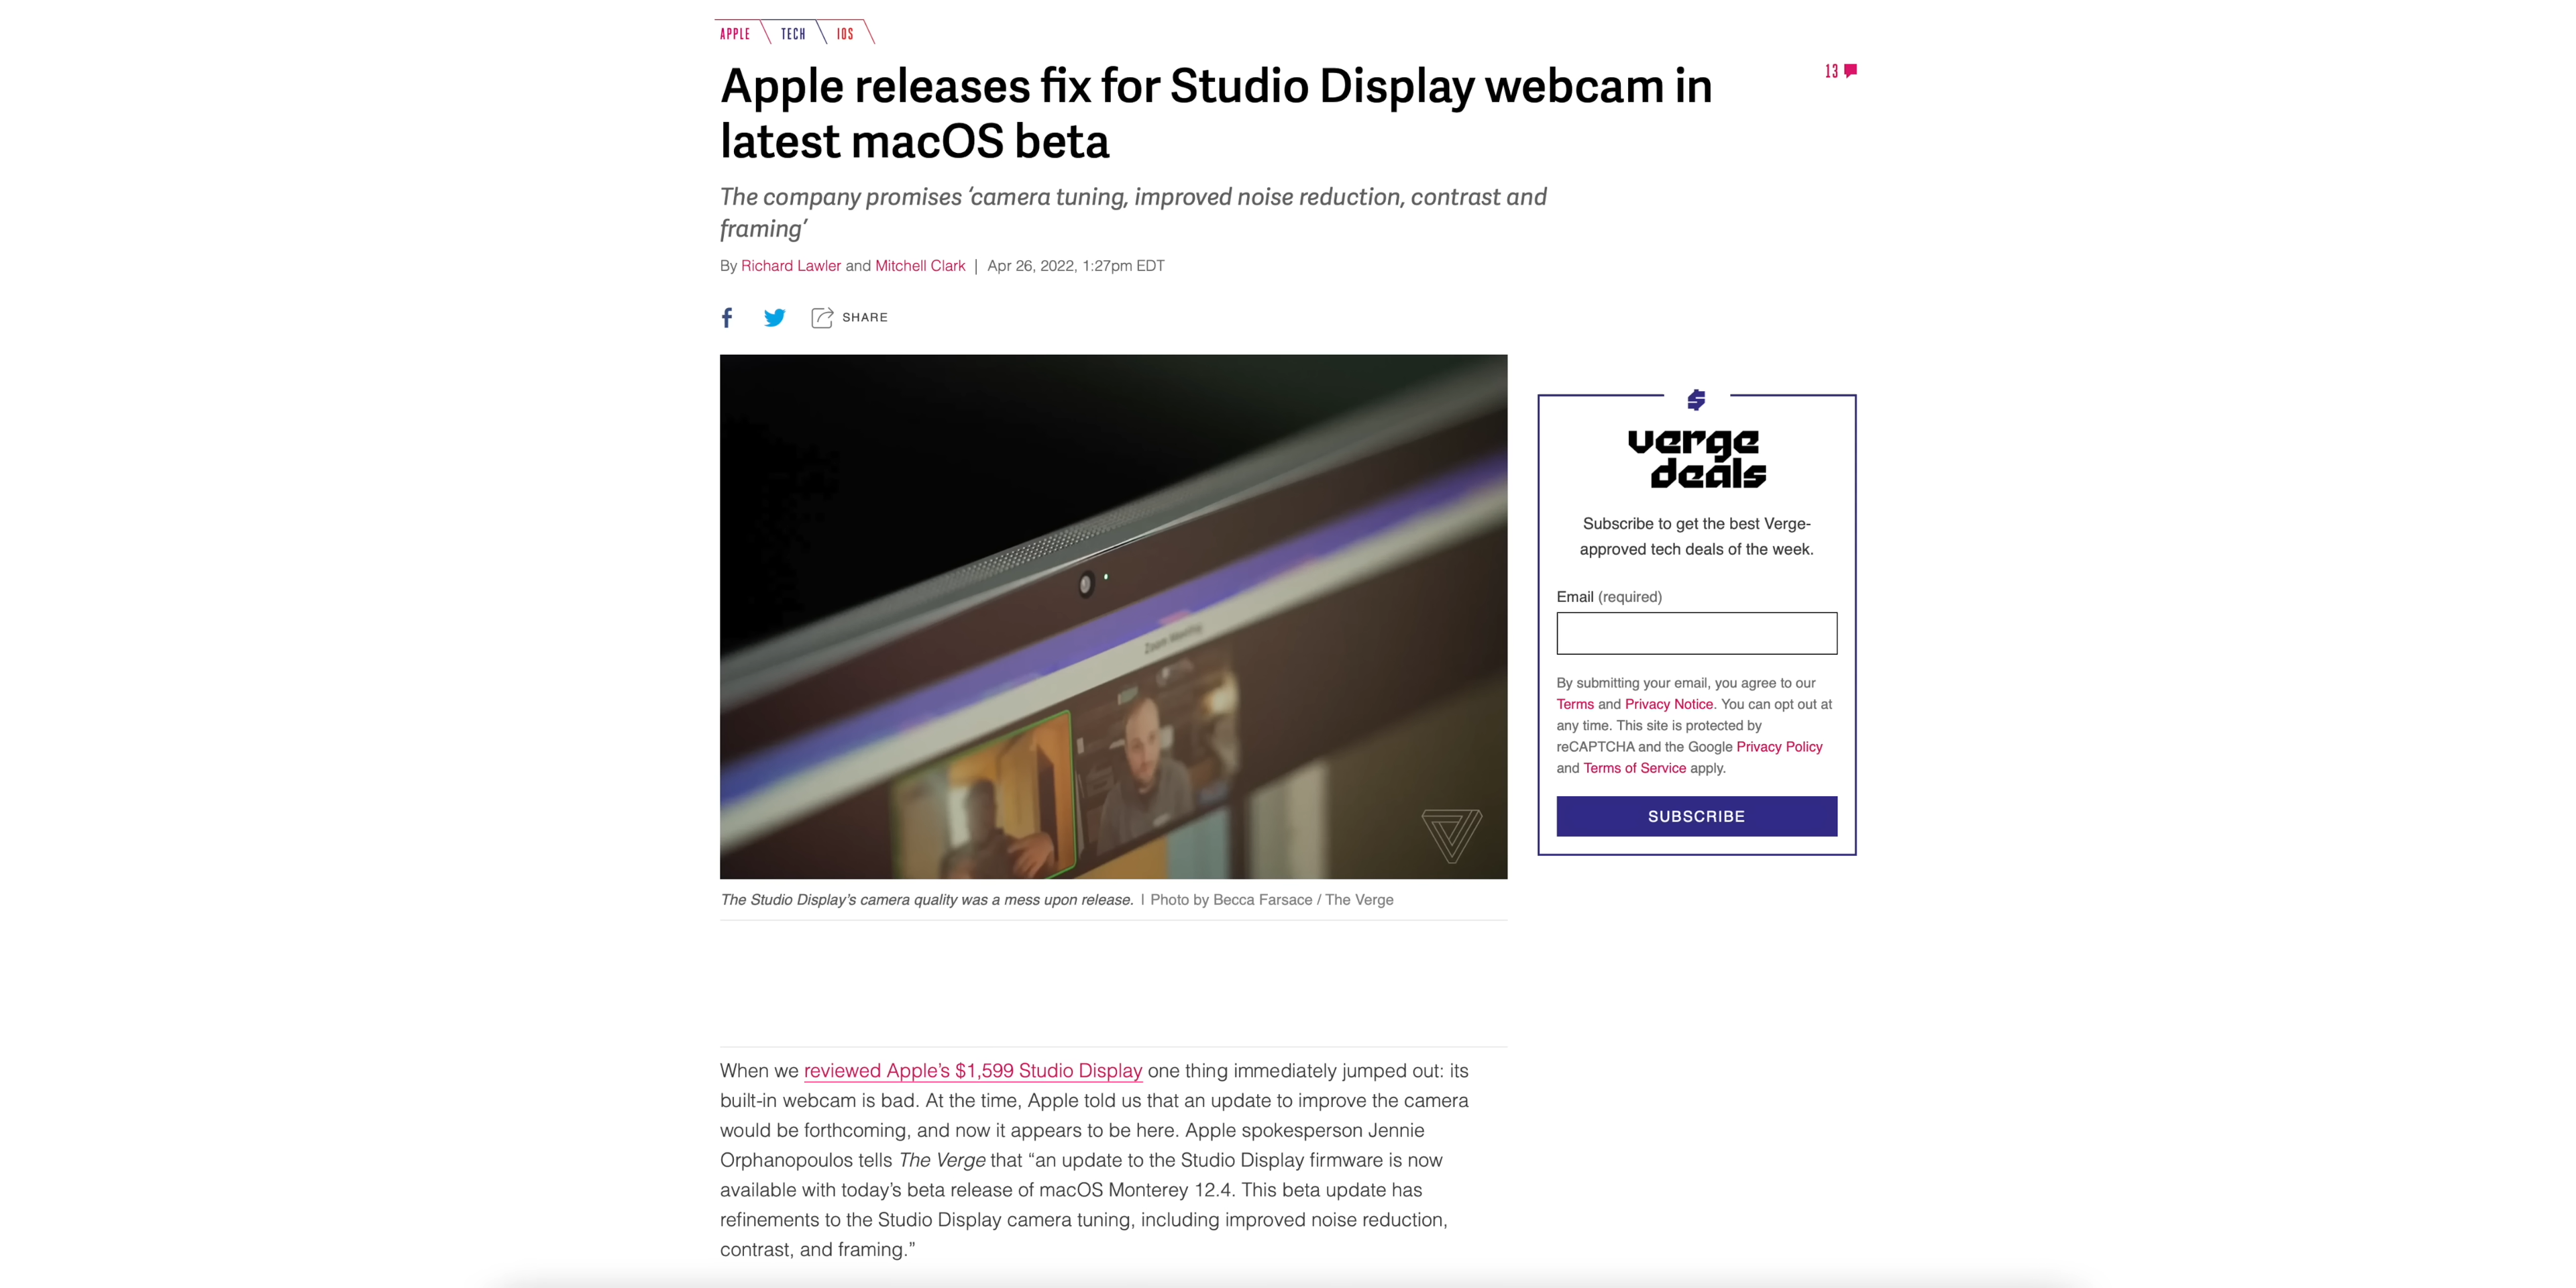 APPLE TECH IOS
Apple releases fix for Studio Display webcam in
latest macOS beta
13
The company promises ‘camera tuning, improved noise reduction, contrast and
framing’
By Richard Lawler and Mitchell Clark | Apr 26, 2022, 1:27pm EDT
SHARE
Zoom Meeting
The Studio Display’s camera quality was a mess upon release. | Photo by Becca Farsace / The Verge
verge
deals
Subscribe to get the best Verge-
approved tech deals of the week.
Email (required)
By submitting your email, you agree to our
Terms and Privacy Notice. You can opt out at
any time. This site is protected by
reCAPTCHA and the Google Privacy Policy
and Terms of Service apply.
SUBSCRIBE
When we reviewed Apple’s $1,599 Studio Display one thing immediately jumped out: its
built-in webcam is bad. At the time, Apple told us that an update to improve the camera
would be forthcoming, and now it appears to be here. Apple spokesperson Jennie
Orphanopoulos tells The Verge that “an update to the Studio Display firmware is now
available with today’s beta release of macOS Monterey 12.4. This beta update has
refinements to the Studio Display camera tuning, including improved noise reduction,
contrast, and framing.”